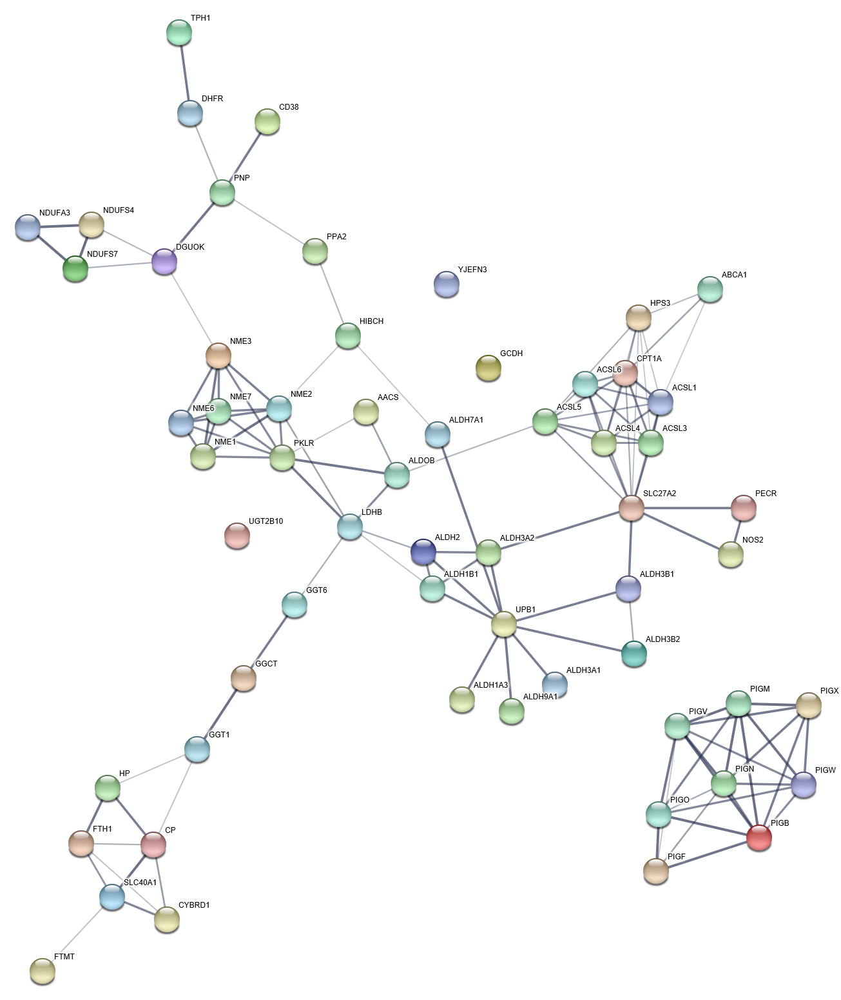 TPH1
DHFR
CD38
PNP
NDUFA3
NDUFS4
PPA2
DGUOK
NDUFS7
YJEFN3
ABCA1
HPS3
HIBCH
NME3
GCDH
CPT1A
ACSL6
ACSL1
NME2
NME7
AACS
NME6
ACSL5
ALDH7A1
ACSL4
ACSL3
NME1
PKLR
ALDOB
SLC27A2
PECR
LDHB
UGT2B10
ALDH2
ALDH3A2
NOS2
ALDH1B1
ALDH3B1
GGT6
UPB1
ALDH3B2
GGCT
ALDH3A1
ALDH1A3
ALDH9A1
PIGM
PIGX
PIGV
GGT1
HP
PIGN
PIGW
PIGO
PIGB
FTH1
CP
PIGF
SLC40A1
CYBRD1
FTMT